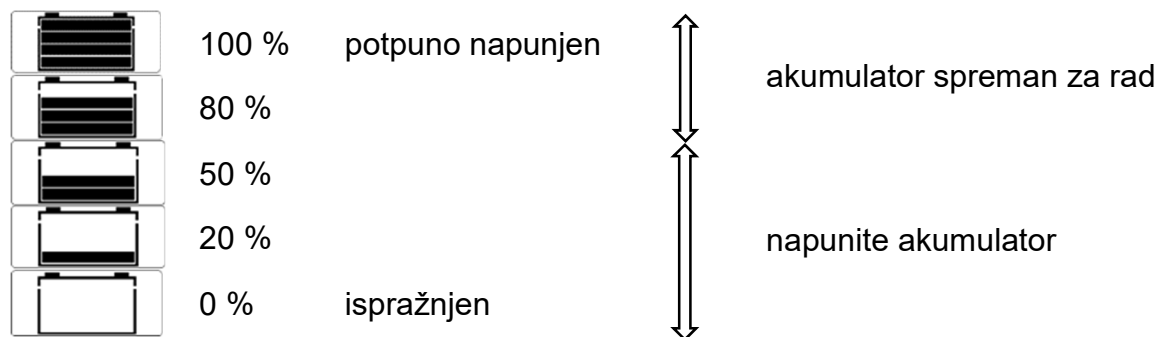 100 % potpuno napunjen
akumulator spreman za rad
80 %
50 %
20 %
napunite akumulator
0 % ispražnjen